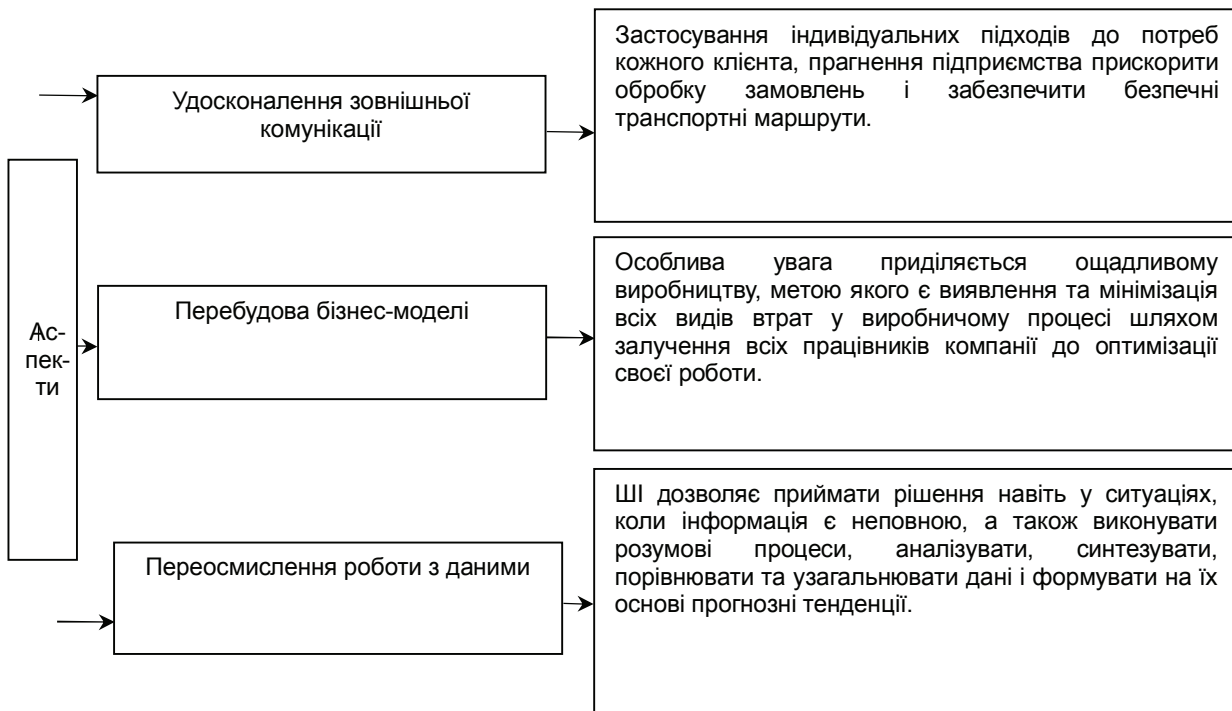 Удосконалення зовнішньої
комунікації
Застосування індивідуальних підходів до потреб
кожного клієнта, прагнення підприємства прискорити
обробку замовлень і забезпечити безпечні
транспортні маршрути.
Ас-
пек-
ти
Перебудова бізнес-моделі
Особлива увага приділяється ощадливому
виробництву, метою якого є виявлення та мінімізація
всіх видів втрат у виробничому процесі шляхом
залучення всіх працівників компанії до оптимізації
своєї роботи.
Переосмислення роботи з даними
ШІ дозволяє приймати рішення навіть у ситуаціях,
коли інформація є неповною, а також виконувати
розумові процеси, аналізувати, синтезувати,
порівнювати та узагальнювати дані і формувати на їх
основі прогнозні тенденції.